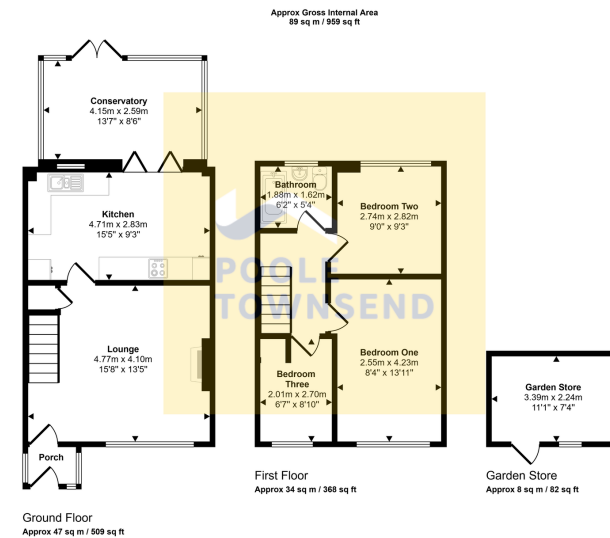 Approx Gross Internal Area
89 sq m / 959 sq ft
Conservatory
4.15m x 2.59m
13'7" x 8'6"
Kitchen
4.71m x 2.83m
15'5" x 9'3"
Lounge
4.77m x 4.10m
15'8" x 13'5"
Porch
Ground Floor
Approx 47 sq m / 509 sq ft
Bathroom
1.88m x 1.62m
6'2" x 5'4"
Bedroom Two
2.74m x 2.82m
9'0" x 9'3"
POOLE
TOWNSEND
Bedroom One
2.55m x 4.23m
8'4" x 13'11"
Bedroom
Three
2.01m x 2.70m
6'7" x 8'10"
First Floor
Approx 34 sq m / 368 sq ft
Garden Store
3.39m x 2.24m
11'1" x 7'4"
Garden Store
Approx 8 sq m / 82 sq ft